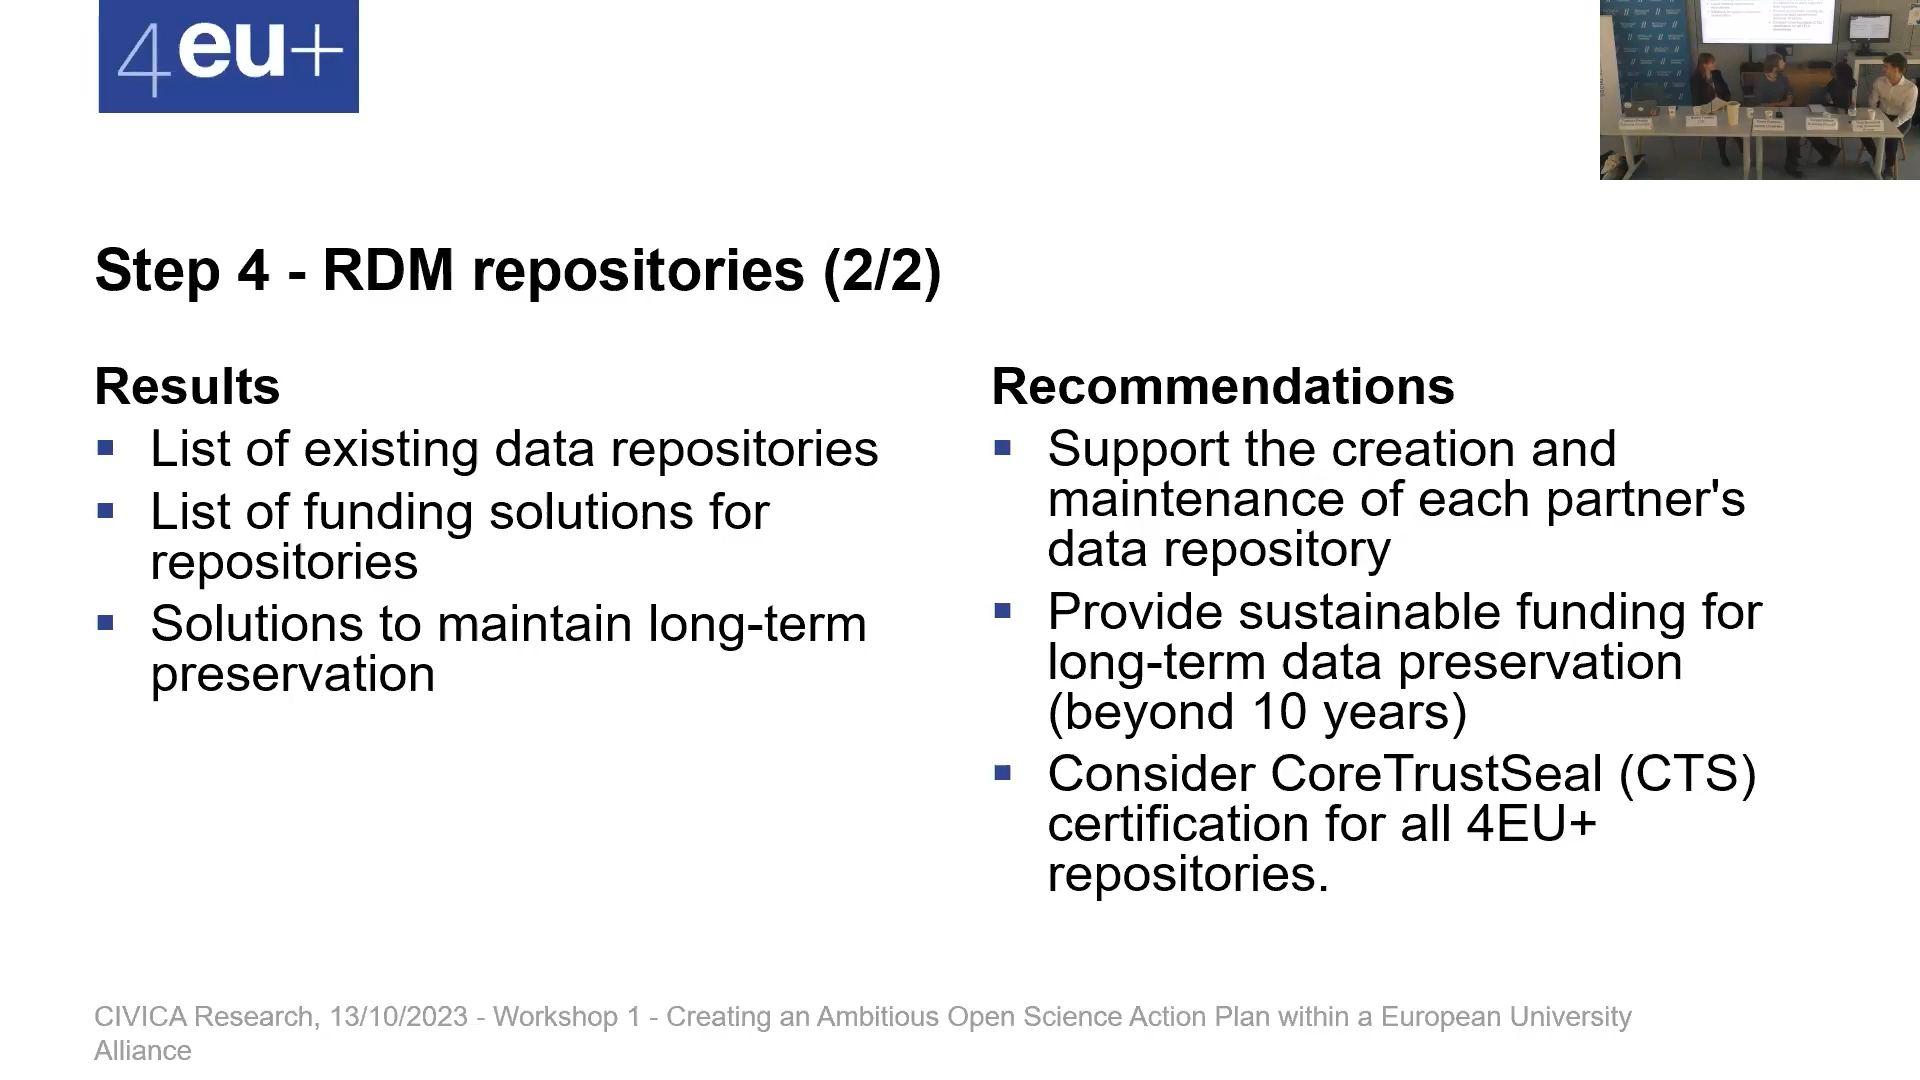 4eu+
Step 4 - RDM repositories (2/2)
Results
▪ List of existing data repositories
▪ List of funding solutions for
repositories
▪ Solutions to maintain long-term
preservation
Recommendations
▪ Support the creation and
maintenance of each partner's
data repository
▪ Provide sustainable funding for
long-term data preservation
(beyond 10 years)
▪ Consider CoreTrustSeal (CTS)
certification for all 4EU+
repositories.
CIVICA Research, 13/10/2023 - Workshop 1 - Creating an Ambitious Open Science Action Plan within a European University
Alliance